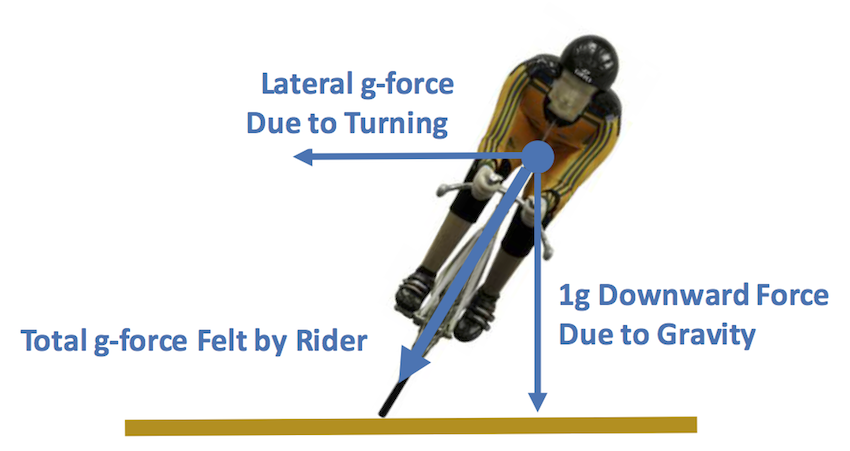 Lateral g-force
Due to Turning
1g Downward Force
Due to Gravity
Total g-force Felt by Rider